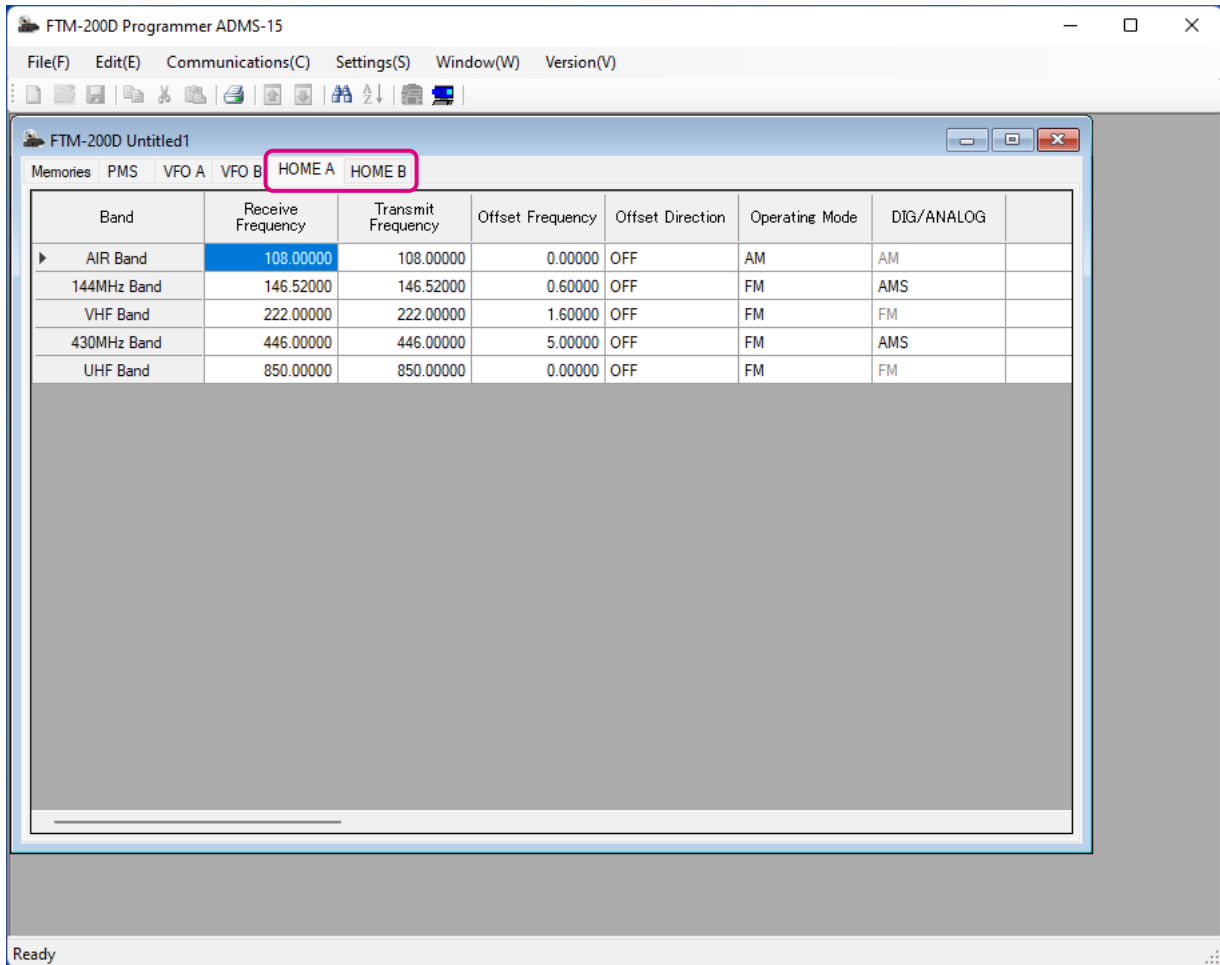 FTM-200D Programmer ADMS-15
File(F) Edit(E) Communications(C) Settings(S) Window(W) Version(V)
FTM-200D Untitled1
Memories PMS VFO A VFO B HOME A HOME B
Band Receive Frequency Transmit Frequency Offset Frequency Offset Direction Operating Mode DIG/ANALOG
AIR Band 108.00000 108.00000 0.00000 OFF AM AM
144MHz Band 146.52000 146.52000 0.60000 OFF FM AMS
VHF Band 222.00000 222.00000 1.60000 OFF FM FM
430MHz Band 446.00000 446.00000 5.00000 OFF FM AMS
UHF Band 850.00000 850.00000 0.00000 OFF FM FM
Ready